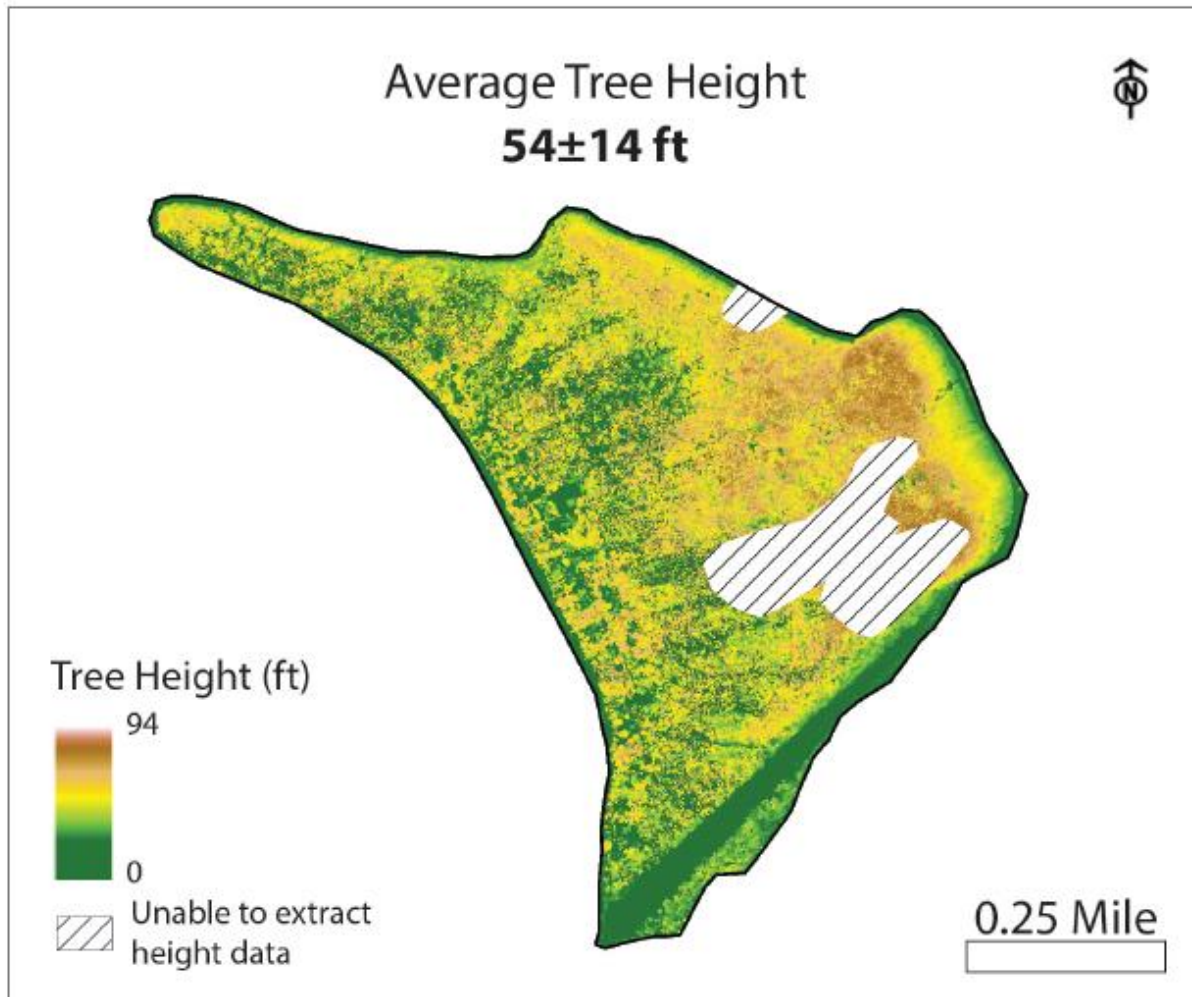 Average Tree Height
54±14 ft
N
Tree Height (ft)
94
0
Unable to extract
height data
0.25 Mile